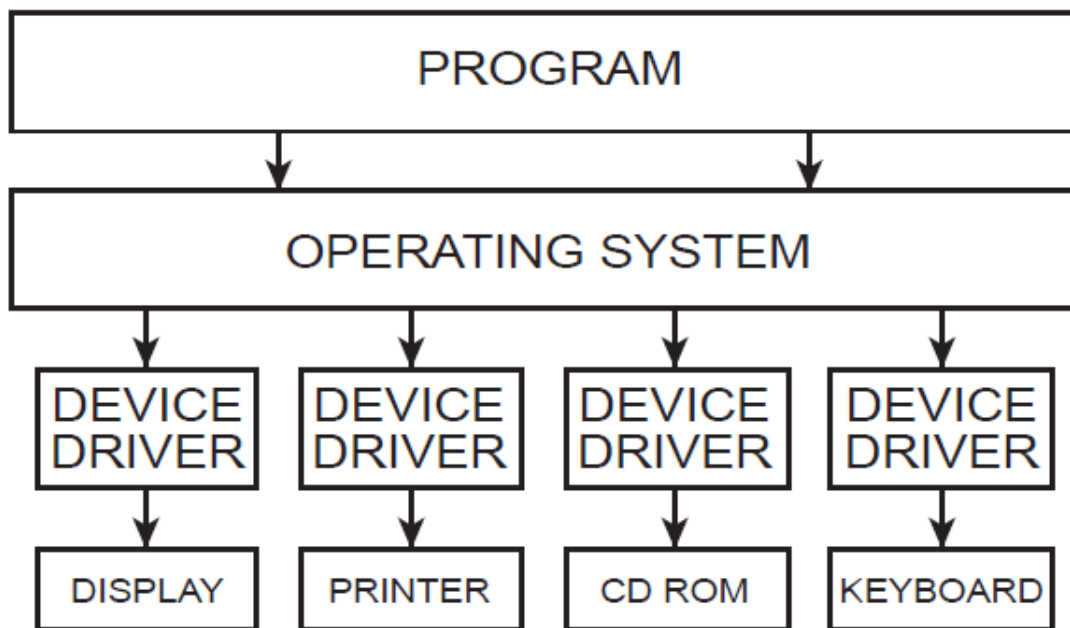 PROGRAM
OPERATING SYSTEM
DEVICE
DRIVER
DEVICE
DRIVER
DEVICE
DRIVER
DEVICE
DRIVER
DISPLAY
PRINTER
CD ROM
KEYBOARD